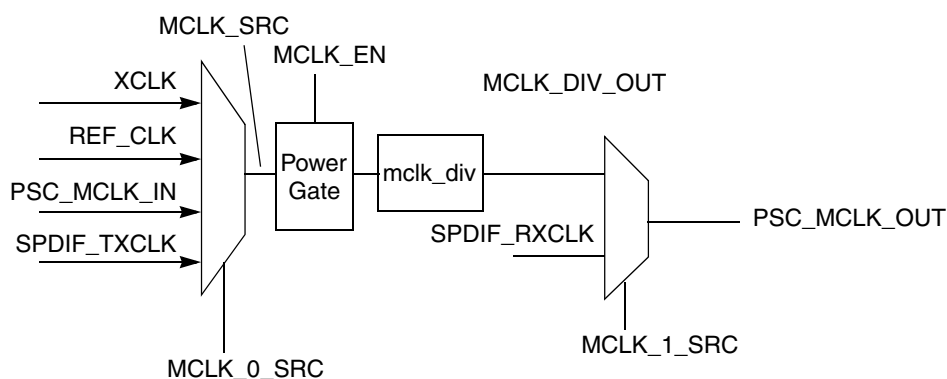 MCLK_SRC
MCLK_EN
XCLK
MCLK_DIV_OUT
REF_CLK
Power
Gate
mclk_div
PSC_MCLK_IN
PSC_MCLK_OUT
SPDIF_TXCLK
SPDIF_RXCLK
MCLK_0_SRC
MCLK_1_SRC